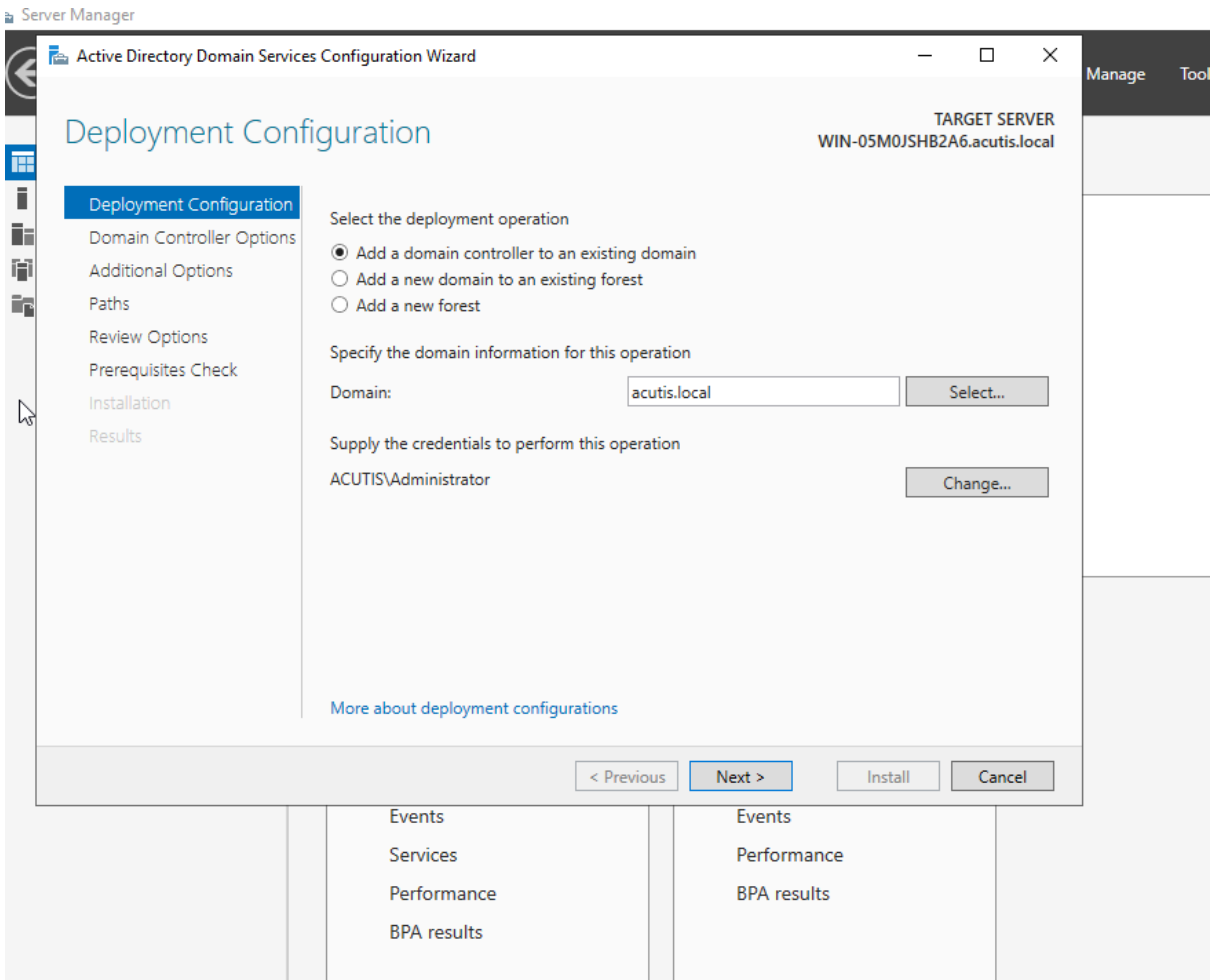 Server Manager
Active Directory Domain Services Configuration Wizard
Manage
Tool
Deployment Configuration
TARGET SERVER
WIN-05M0JSHB2A6.acutis.local
Deployment Configuration
Domain Controller Options
Additional Options
Paths
Review Options
Prerequisites Check
Installation
Results
Select the deployment operation
Add a domain controller to an existing domain
Add a new domain to an existing forest
Add a new forest
Specify the domain information for this operation
Domain:
acutis.local
Select...
Supply the credentials to perform this operation
ACUTIS\Administrator
Change...
More about deployment configurations
< Previous
Next >
Install
Cancel
Events
Services
Performance
BPA results
Events
Performance
BPA results